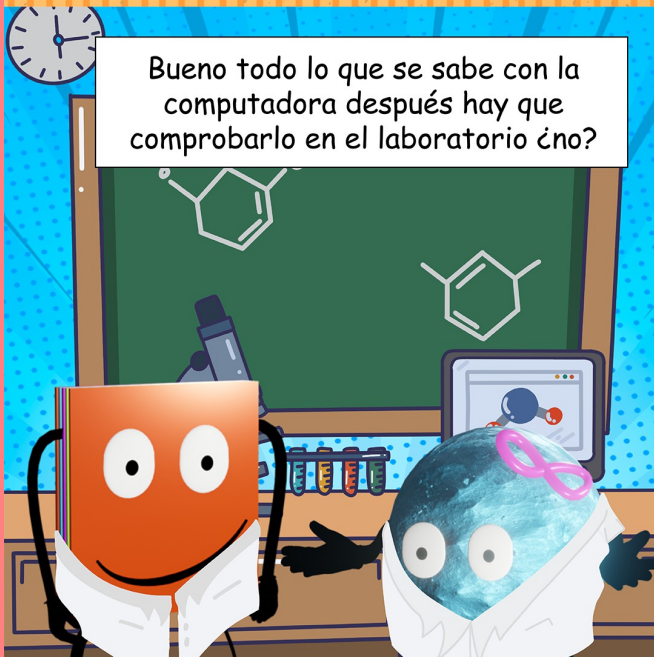 Bueno todo lo que se sabe con la
computadora después hay que
comprobarlo en el laboratorio ¿no?